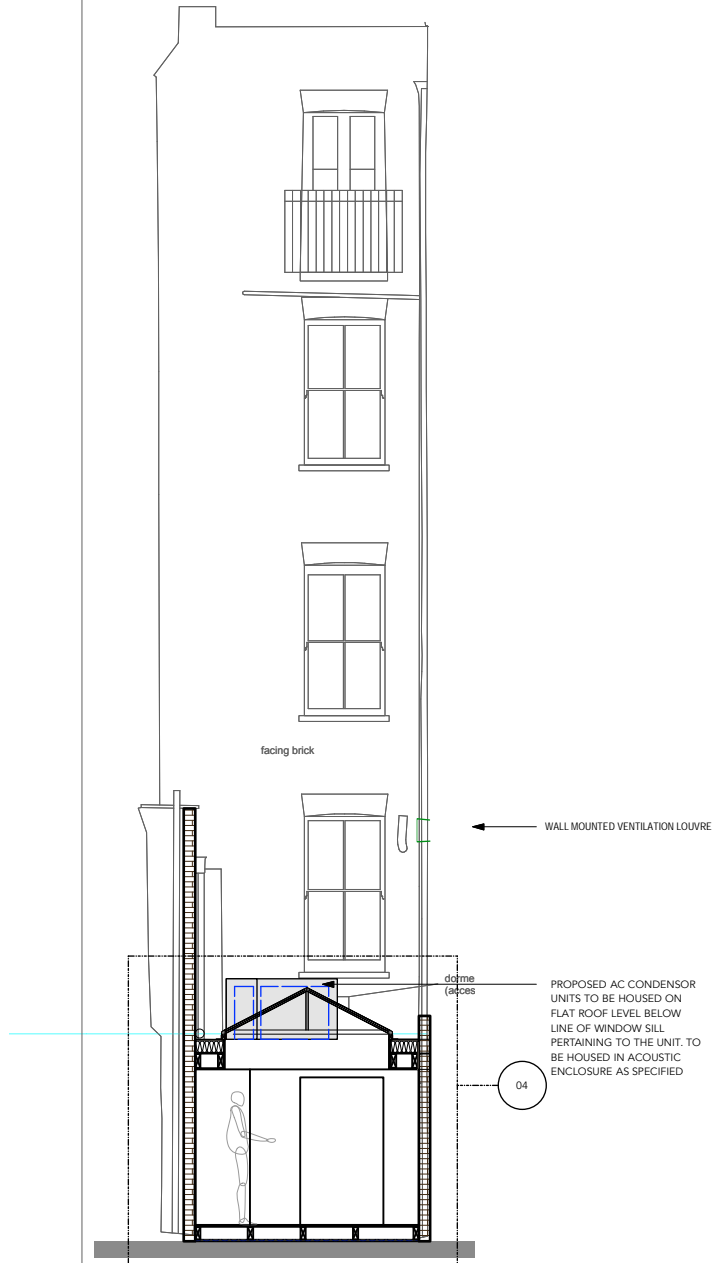 facing brick
WALL MOUNTED VENTILATION LOUVRE
dorme
(acces
PROPOSED AC CONDENSOR
UNITS TO BE HOUSED ON
FLAT ROOF LEVEL BELOW
LINE OF WINDOW SILL
PERTAINING TO THE UNIT. TO
BE HOUSED IN ACOUSTIC
ENCLOSURE AS SPECIFIED
04